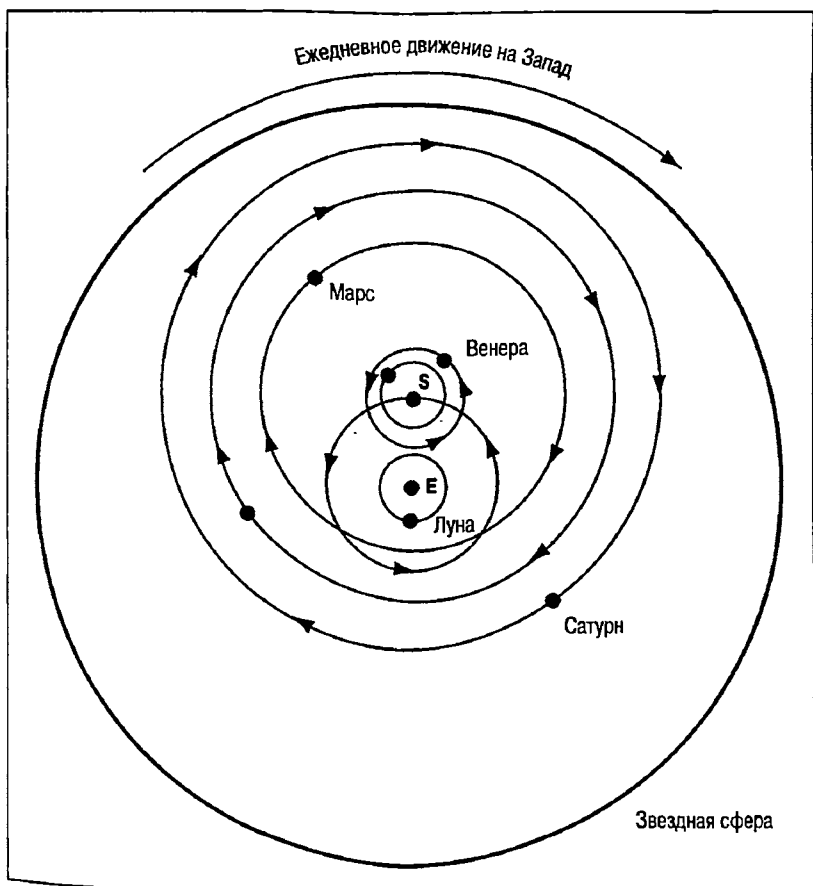 Ежедневное движение на Запад
Марс
Венера
S
E
Луна
Сатурн
Звездная сфера